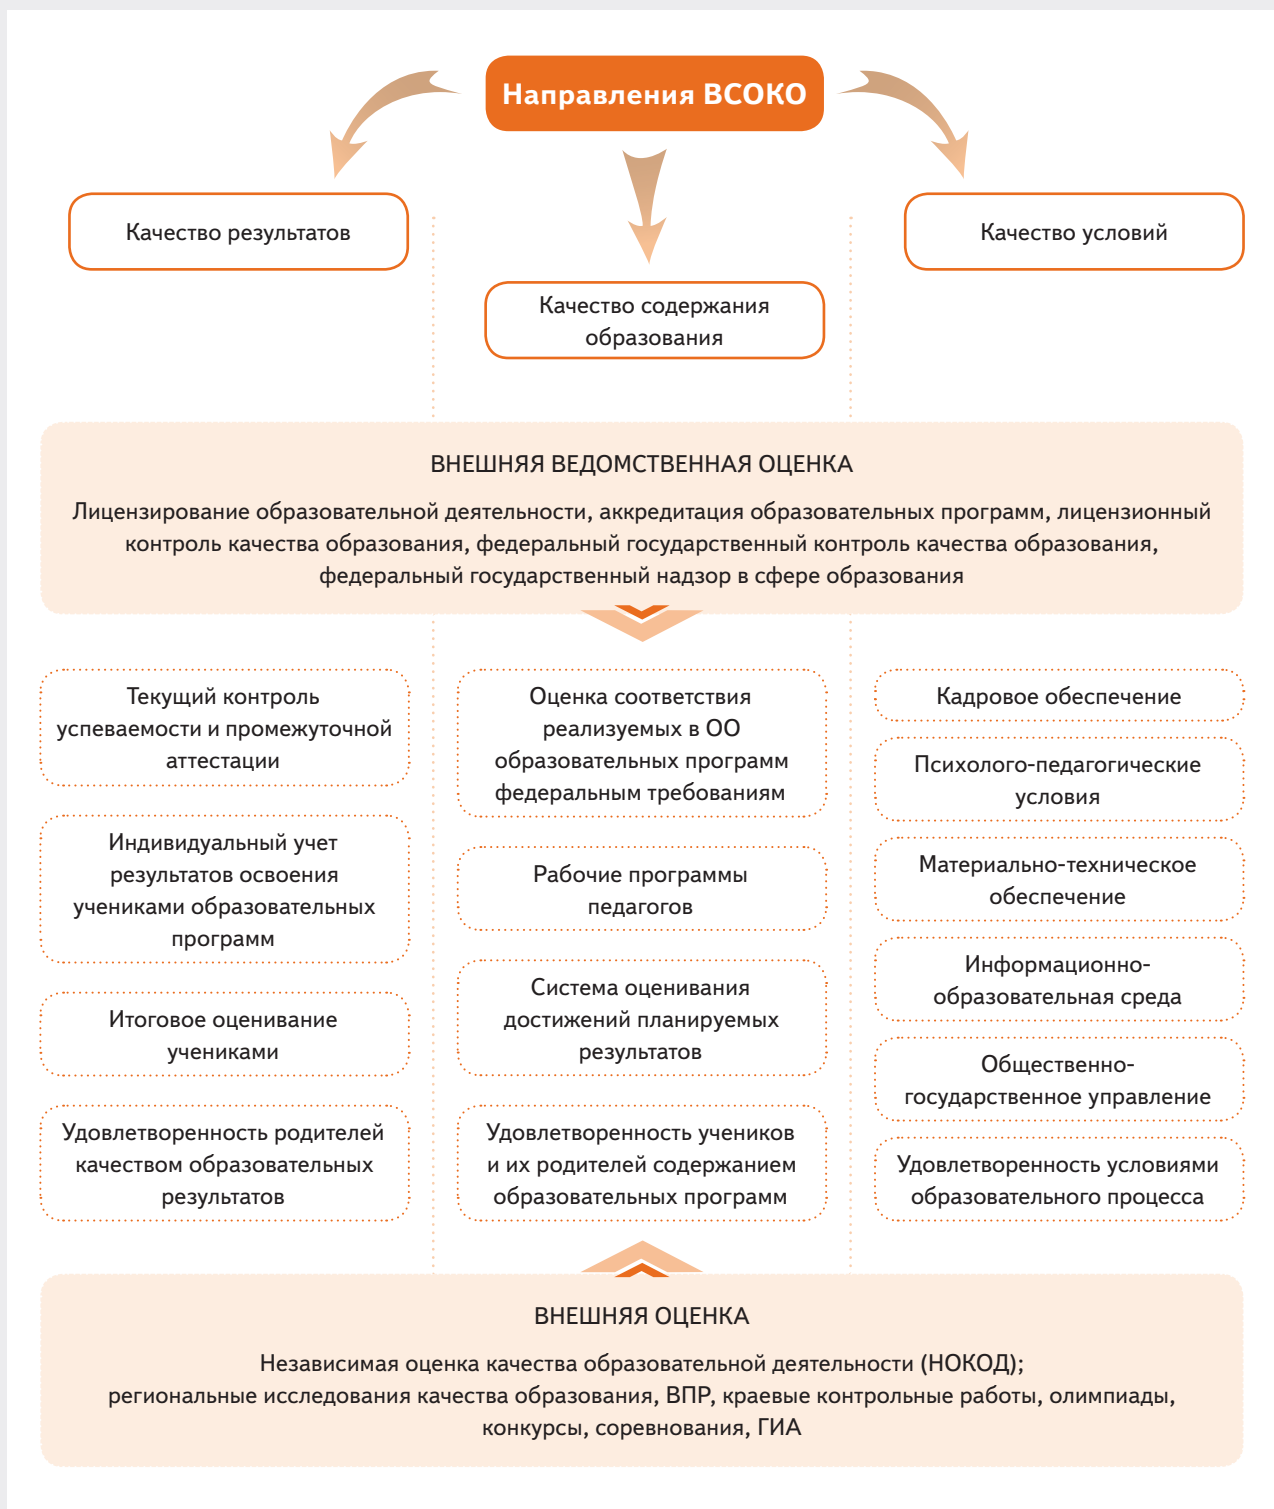 Направления ВСОКО
Качество результатов
Качество условий
Качество содержания
образования
ВНЕШНЯЯ ВЕДОМСТВЕННАЯ ОЦЕНКА
Лицензирование образовательной деятельности, аккредитация образовательных программ, лицензионный
контроль качества образования, федеральный государственный контроль качества образования,
федеральный государственный надзор в сфере образования
Текущий контроль
успеваемости и промежуточной
аттестации
Индивидуальный учет
результатов освоения
учениками образовательных
программ
Итоговое оценивание
учениками
Удовлетворенность родителей
качеством образовательных
результатов
Оценка соответствия
реализуемых в ОО
образовательных программ
федеральным требованиям
Рабочие программы
педагогов
Система оценивания
достижений планируемых
результатов
Удовлетворенность учеников
и их родителей содержанием
образовательных программ
Кадровое обеспечение
Психолого-педагогические
условия
Материально-техническое
обеспечение
Информационно-
образовательная среда
Общественно-
государственное управление
Удовлетворенность условиями
образовательного процесса
ВНЕШНЯЯ ОЦЕНКА
Независимая оценка качества образовательной деятельности (НОКОД);
региональные исследования качества образования, ВПР, краевые контрольные работы, олимпиады,
конкурсы, соревнования, ГИА